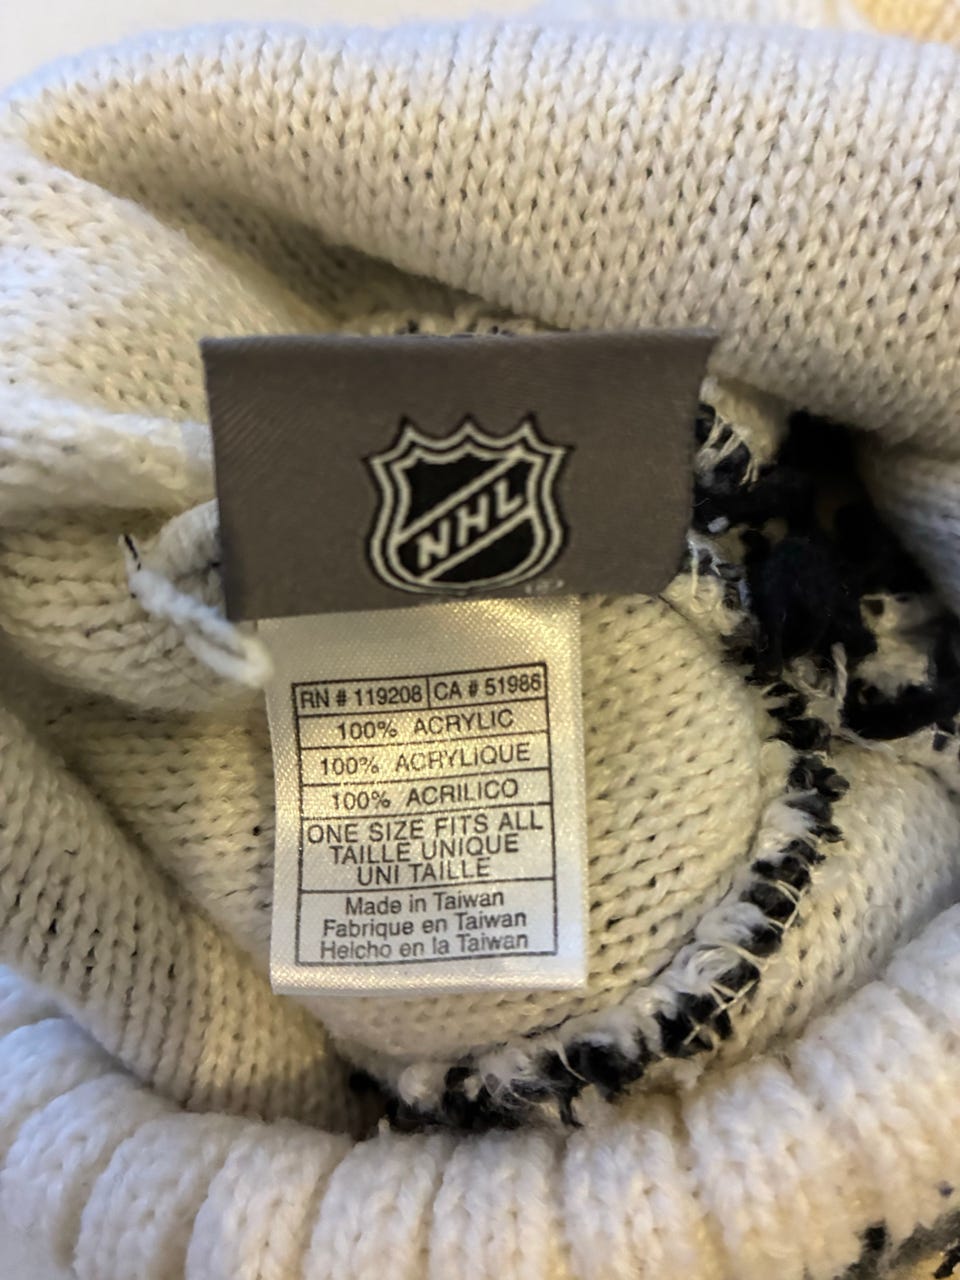 NHL
RN # 119208 CA # 51986
100% ACRYLIC
100% ACRYLIQUE
100% ACRILICO
ONE SIZE FITS ALL
TAILLE UNIQUE
UNI TAILLE
Made in Taiwan
Fabrique en Taiwan
Helcho en la Taiwan